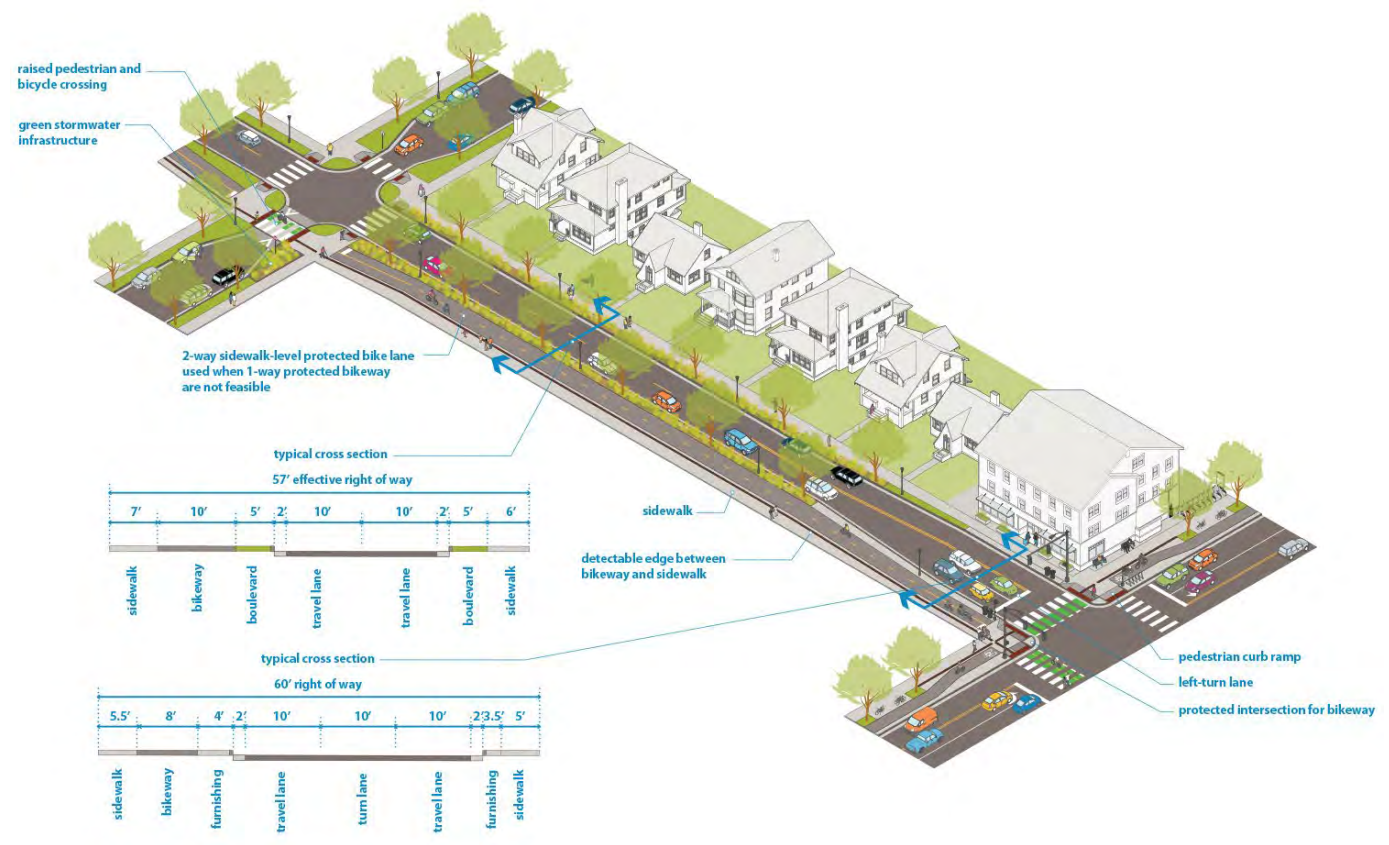 raised pedestrian and
bicycle crossing
green stormwater
infrastructure
2-way sidewalk-level protected bike lane
used when 1-way protected bikeway
are not feasible
typical cross section
57’ effective right of way
7’ 10’ 5’ 2’ 10’ 10’ 2’ 5’ 6’
sidewalk
bikeway
boulevard
travel lane
travel lane
boulevard
sidewalk
sidewalk
detectable edge between
bikeway and sidewalk
typical cross section
60’ right of way
5.5’ 8’ 4’ 2’ 10’ 10’ 10’ 2’ 3.5’ 5’
sidewalk
bikeway
furnishing
travel lane
turn lane
travel lane
furnishing
sidewalk
pedestrian curb ramp
left-turn lane
protected intersection for bikeway